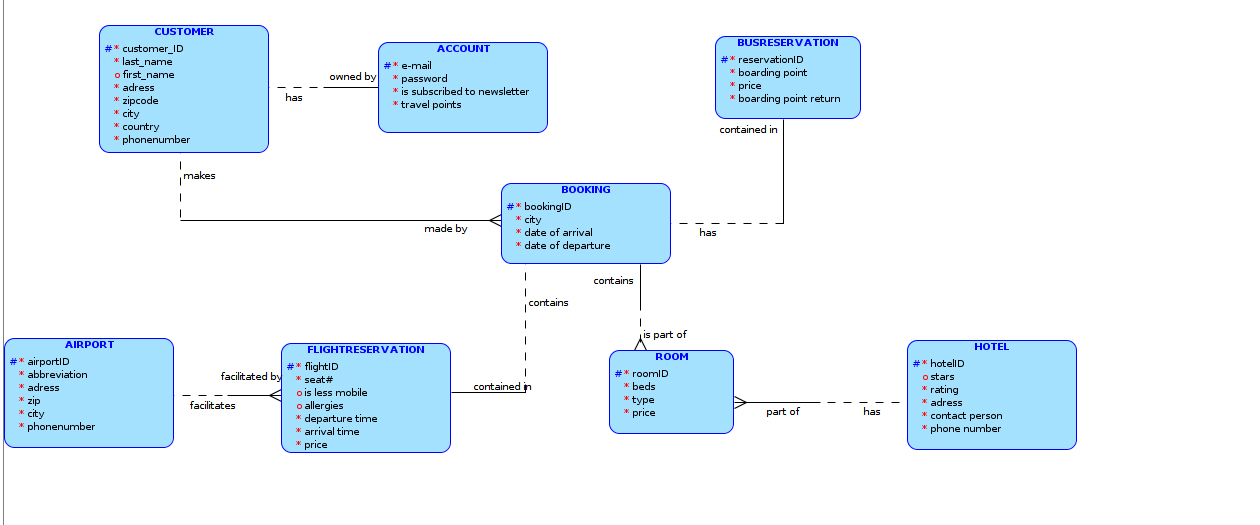 CUSTOMER
#* customer_ID
* last_name
o first_name
* adress
* zipcode
* city
* country
* phonenumber
has
owned by
ACCOUNT
#* e-mail
* password
* is subscribed to newsletter
* travel points
BUSRESERVATION
#* reservationID
* boarding point
* price
* boarding point return
contained in
has
makes
made by
BOOKING
#* bookingID
* city
* date of arrival
* date of departure
contains
is part of
contains
contained in
AIRPORT
#* airportID
* abbreviation
* adress
* zip
* city
* phonenumber
facilitates
facilitated by
FLIGHTRESERVATION
#* flightID
* seat#
o is less mobile
o allergies
* departure time
* arrival time
* price
ROOM
#* roomID
* beds
* type
* price
part of
has
HOTEL
#* hotelID
o stars
* rating
* adress
* contact person
* phone number